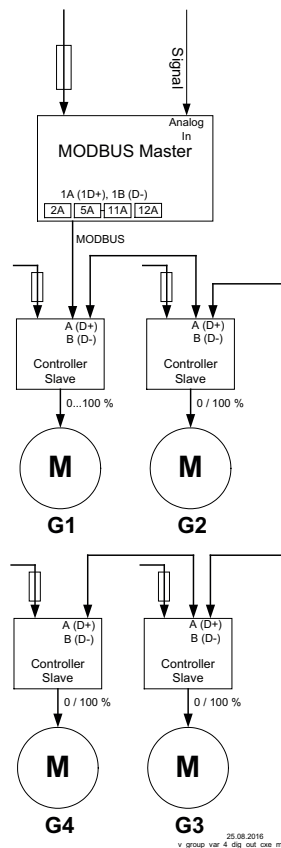 Signal
Analog
In
MODBUS Master
1A (1D+), 1B (D-)
2A 5A 11A 12A
MODBUS
A (D+)
B (D-)
Controller
Slave
0...100 %
M
G1
A (D+)
B (D-)
Controller
Slave
0 / 100 %
M
G2
A (D+)
B (D-)
Controller
Slave
0 / 100 %
M
G4
A (D+)
B (D-)
Controller
Slave
0 / 100 %
M
G3
25.08.2016
v_group_var_4_dig_out_cxe_m